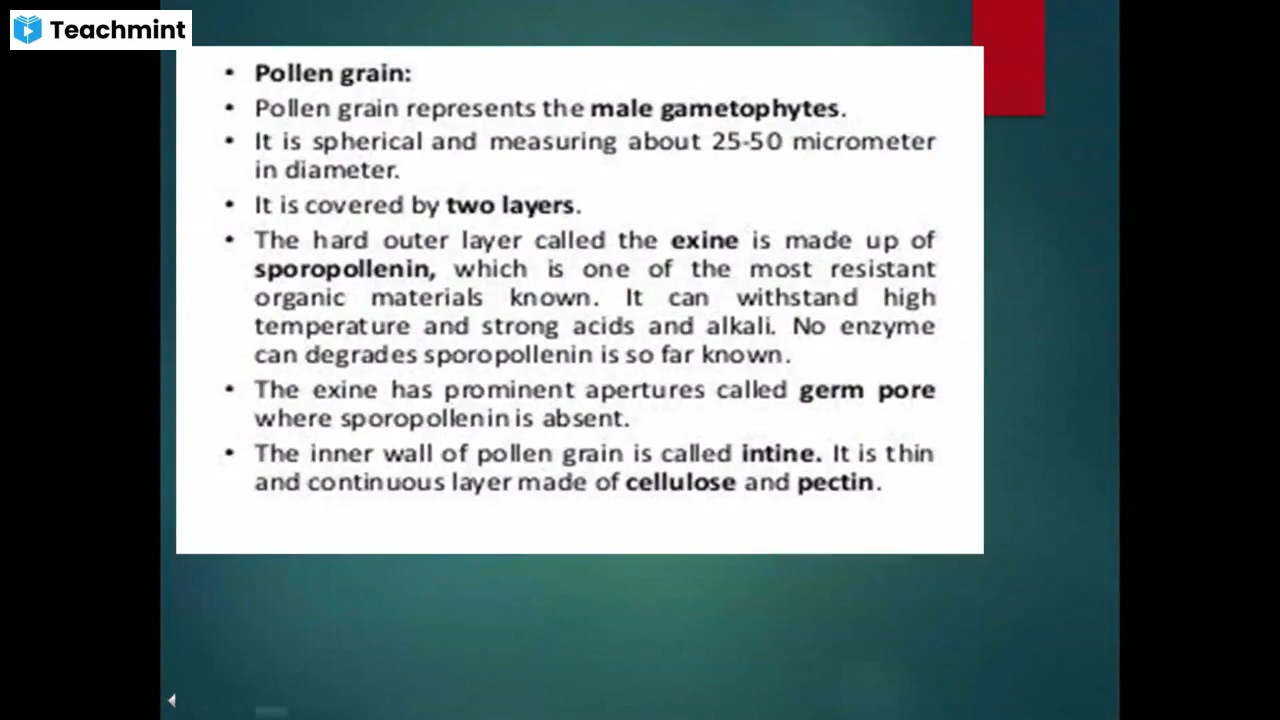 Teachmint
• Pollen grain:
• Pollen grain represents the male gametophytes.
• It is spherical and measuring about 25-50 micrometer
in diameter.
• It is covered by two layers.
• The hard outer layer called the exine is made up of
sporopollenin, which is one of the most resistant
organic materials known. It can withstand high
temperature and strong acids and alkali. No enzyme
can degrades sporopollenin is so far known.
• The exine has prominent apertures called germ pore
where sporopollenin is absent.
• The inner wall of pollen grain is called intine. It is thin
and continuous layer made of cellulose and pectin.